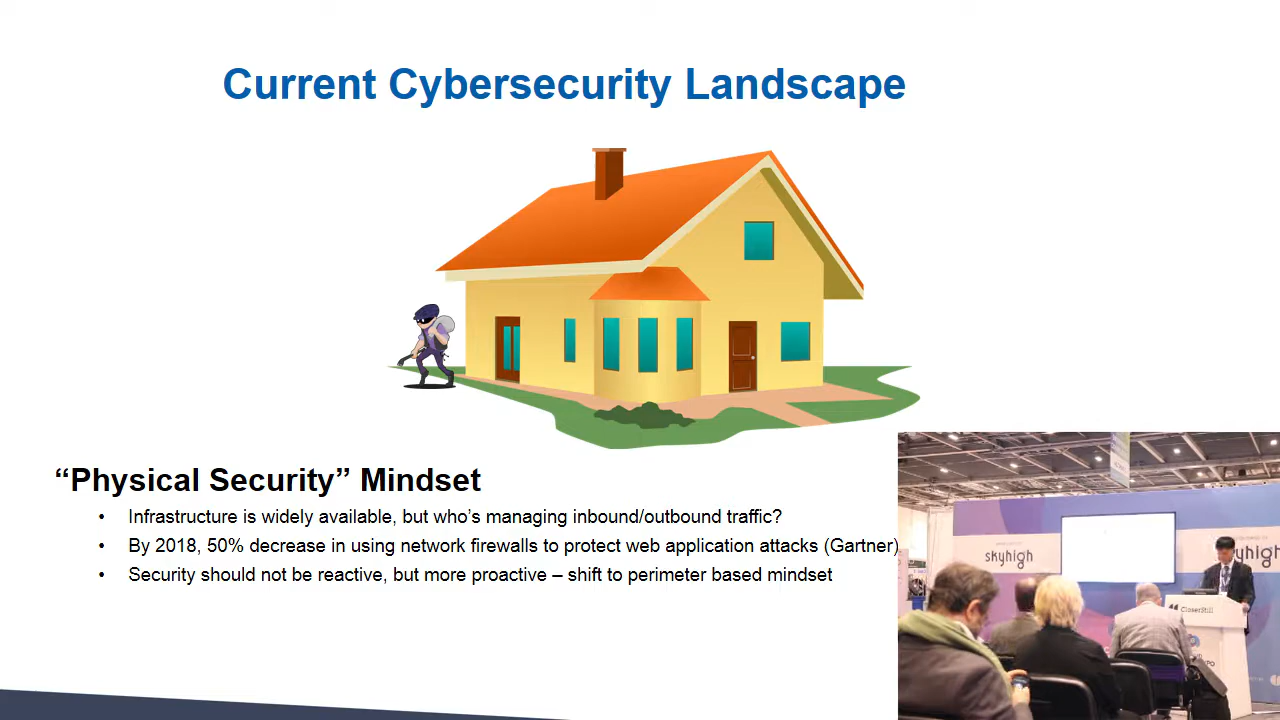 Current Cybersecurity Landscape
“Physical Security” Mindset
• Infrastructure is widely available, but who’s managing inbound/outbound traffic?
• By 2018, 50% decrease in using network firewalls to protect web application attacks (Gartner)
• Security should not be reactive, but more proactive – shift to perimeter based mindset
skyhigh
skyhigh
CloserStill